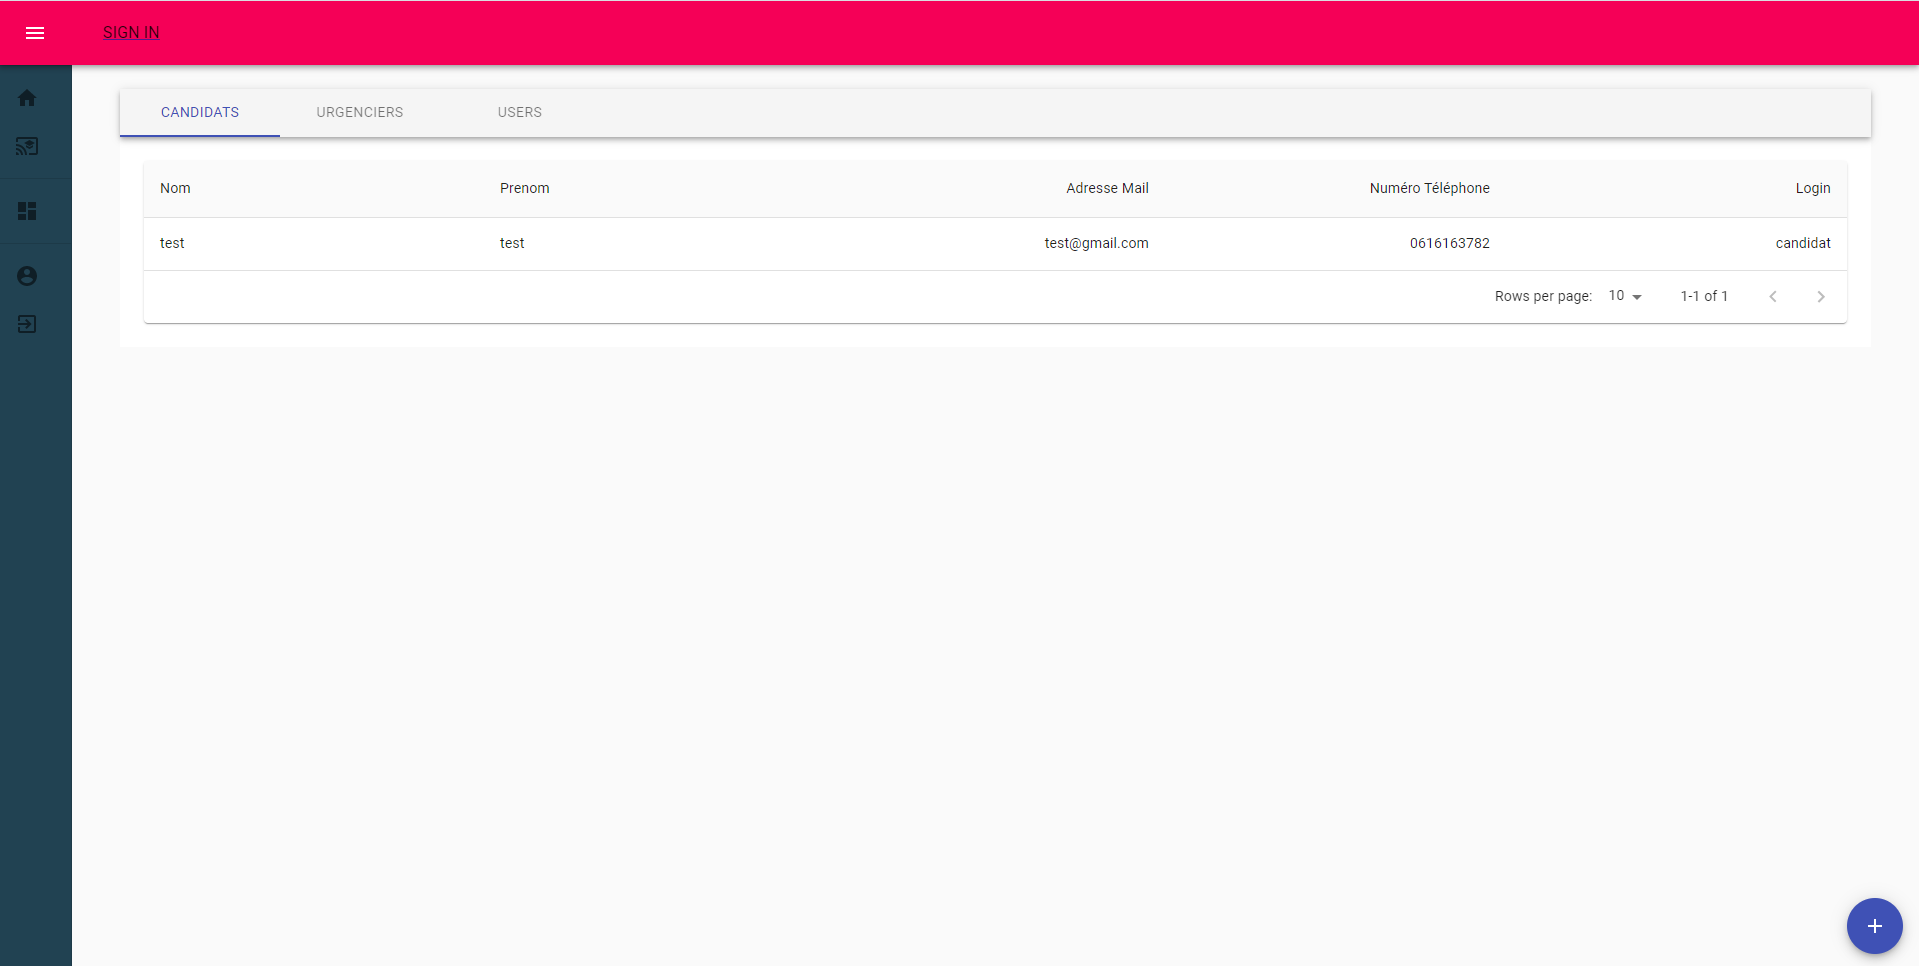 SIGN IN
CANDIDATS URGENCIERS USERS
Nom Prenom Adresse Mail Numéro Téléphone Login
test test test@gmail.com 0616163782 candidat
Rows per page: 10 1-1 of 1